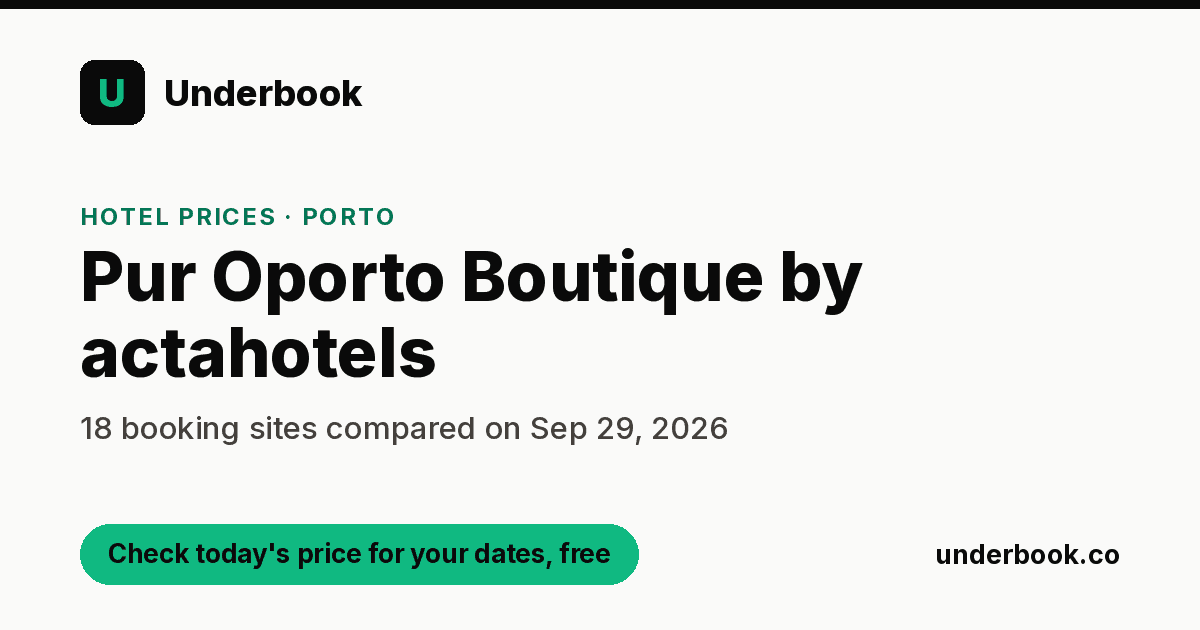 U Underbook
HOTEL PRICES · PORTO
Pur Oporto Boutique by
actahotels
18 booking sites compared on Sep 29, 2026
Check today's price for your dates, free
underbook.co